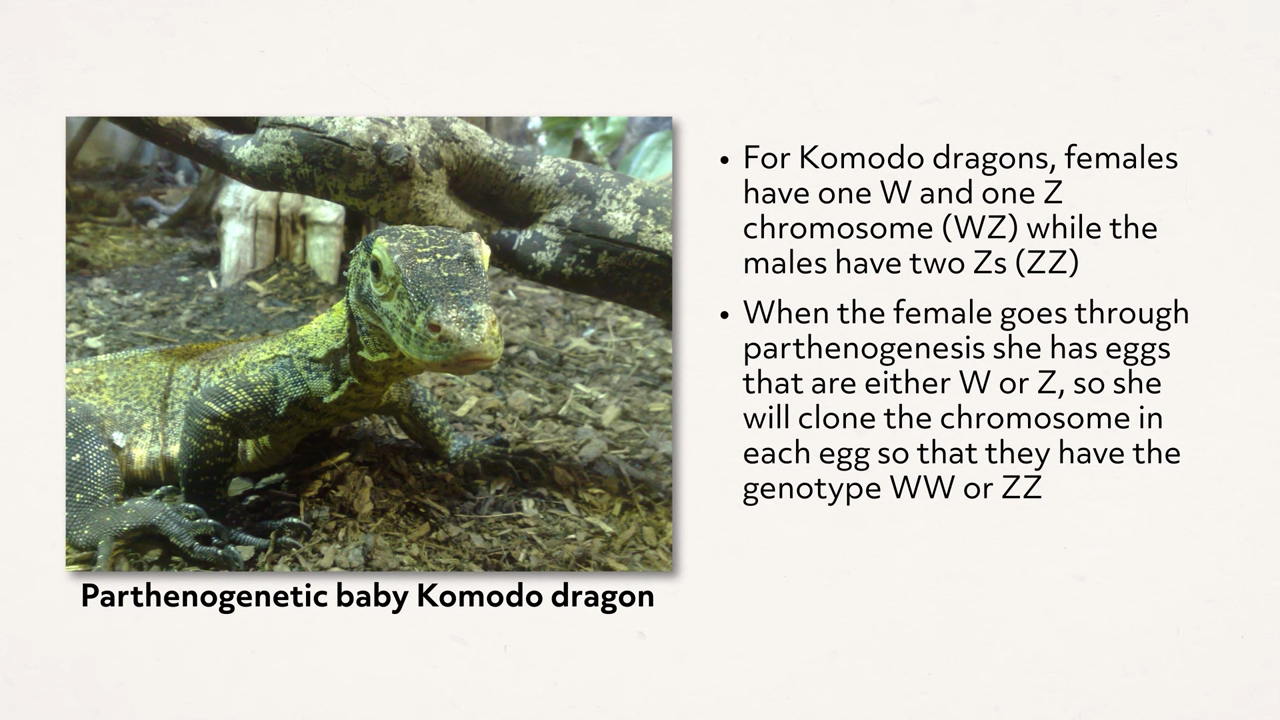 • For Komodo dragons, females
have one W and one Z
chromosome (WZ) while the
males have two Zs (ZZ)
• When the female goes through
parthenogenesis she has eggs
that are either W or Z, so she
will clone the chromosome in
each egg so that they have the
genotype WW or ZZ
Parthenogenetic baby Komodo dragon